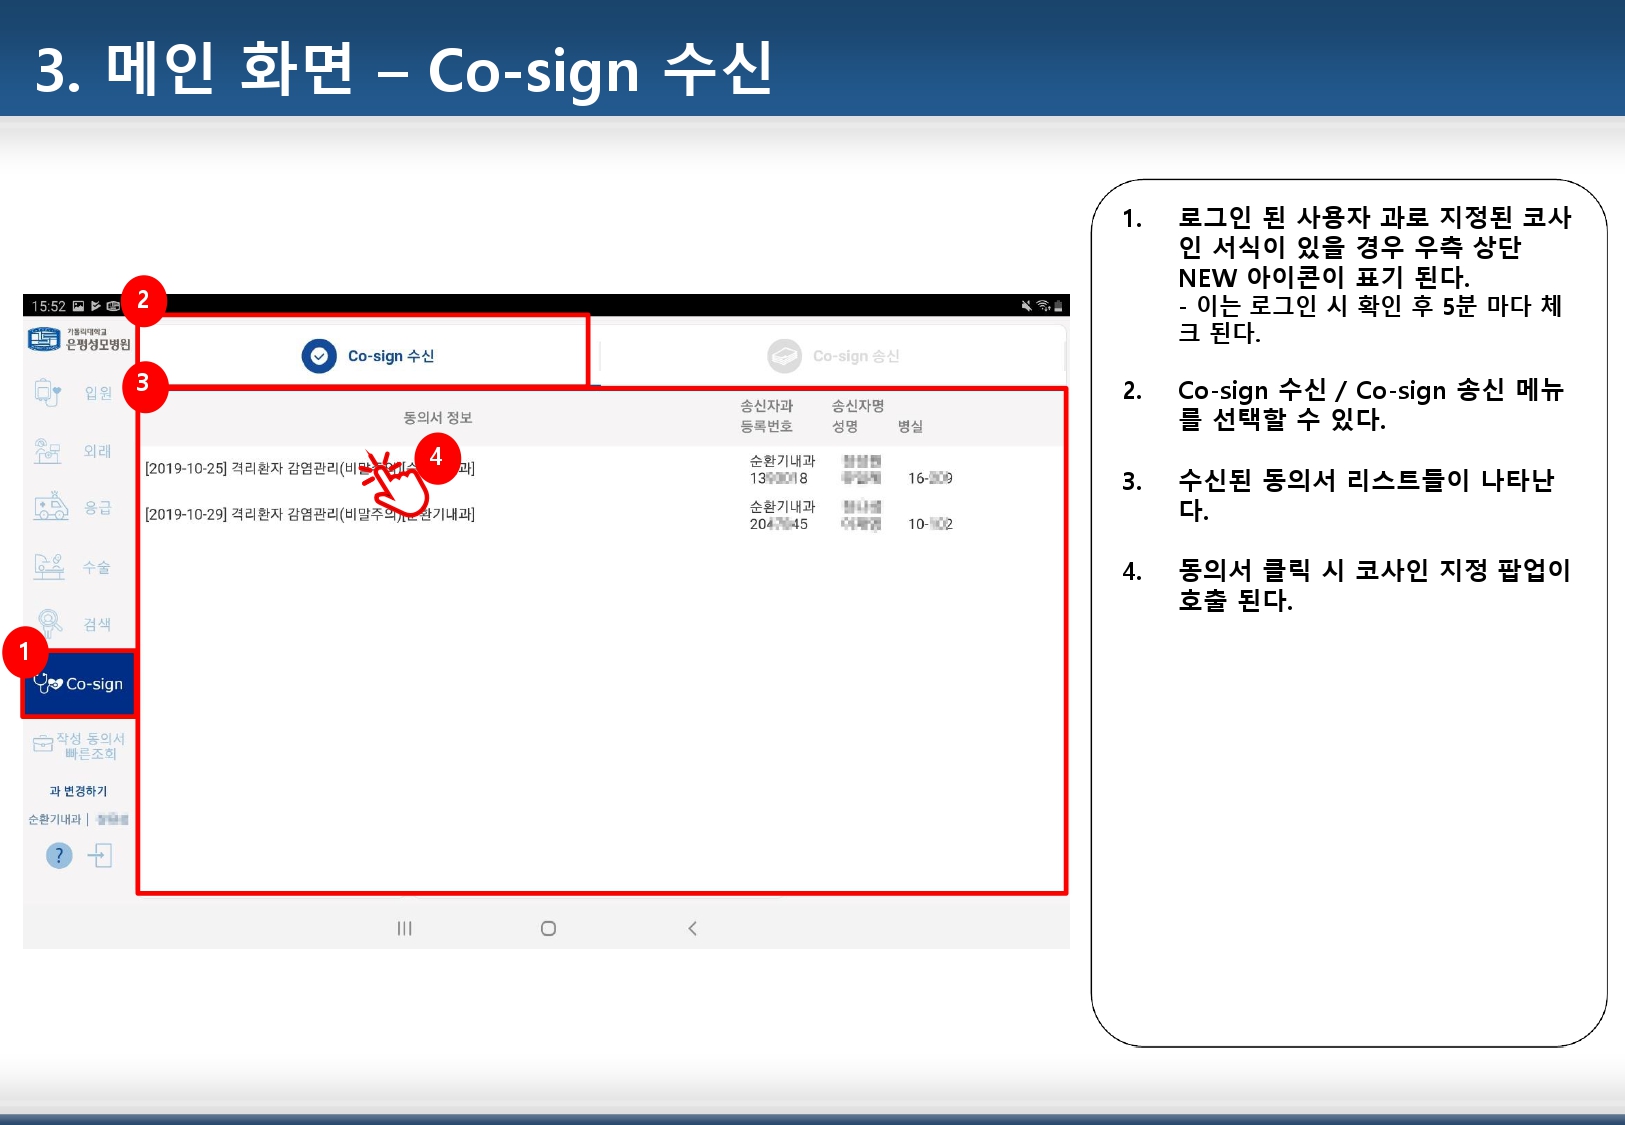 3. 메인 화면 – Co-sign 수신
15:52
가톨릭대학교
은평성모병원
입원
외래
응급
수술
검색
1
Co-sign
작성 동의서
빠른조회
과 변경하기
순환기내과 |
?
2
Co-sign 수신
Co-sign 송신
3
동의서 정보
송신자과 송신자명
등록번호 성명 병실
4
[2019-10-25] 격리환자 감염관리(비말 과]
순환기내과
13 18 16- 9
[2019-10-29] 격리환자 감염관리(비말주의)[순환기내과]
순환기내과
204 45 10- 2
1. 로그인 된 사용자 과로 지정된 코사
인 서식이 있을 경우 우측 상단
NEW 아이콘이 표기 된다.
- 이는 로그인 시 확인 후 5분 마다 체
크 된다.
2. Co-sign 수신 / Co-sign 송신 메뉴
를 선택할 수 있다.
3. 수신된 동의서 리스트들이 나타난
다.
4. 동의서 클릭 시 코사인 지정 팝업이
호출 된다.